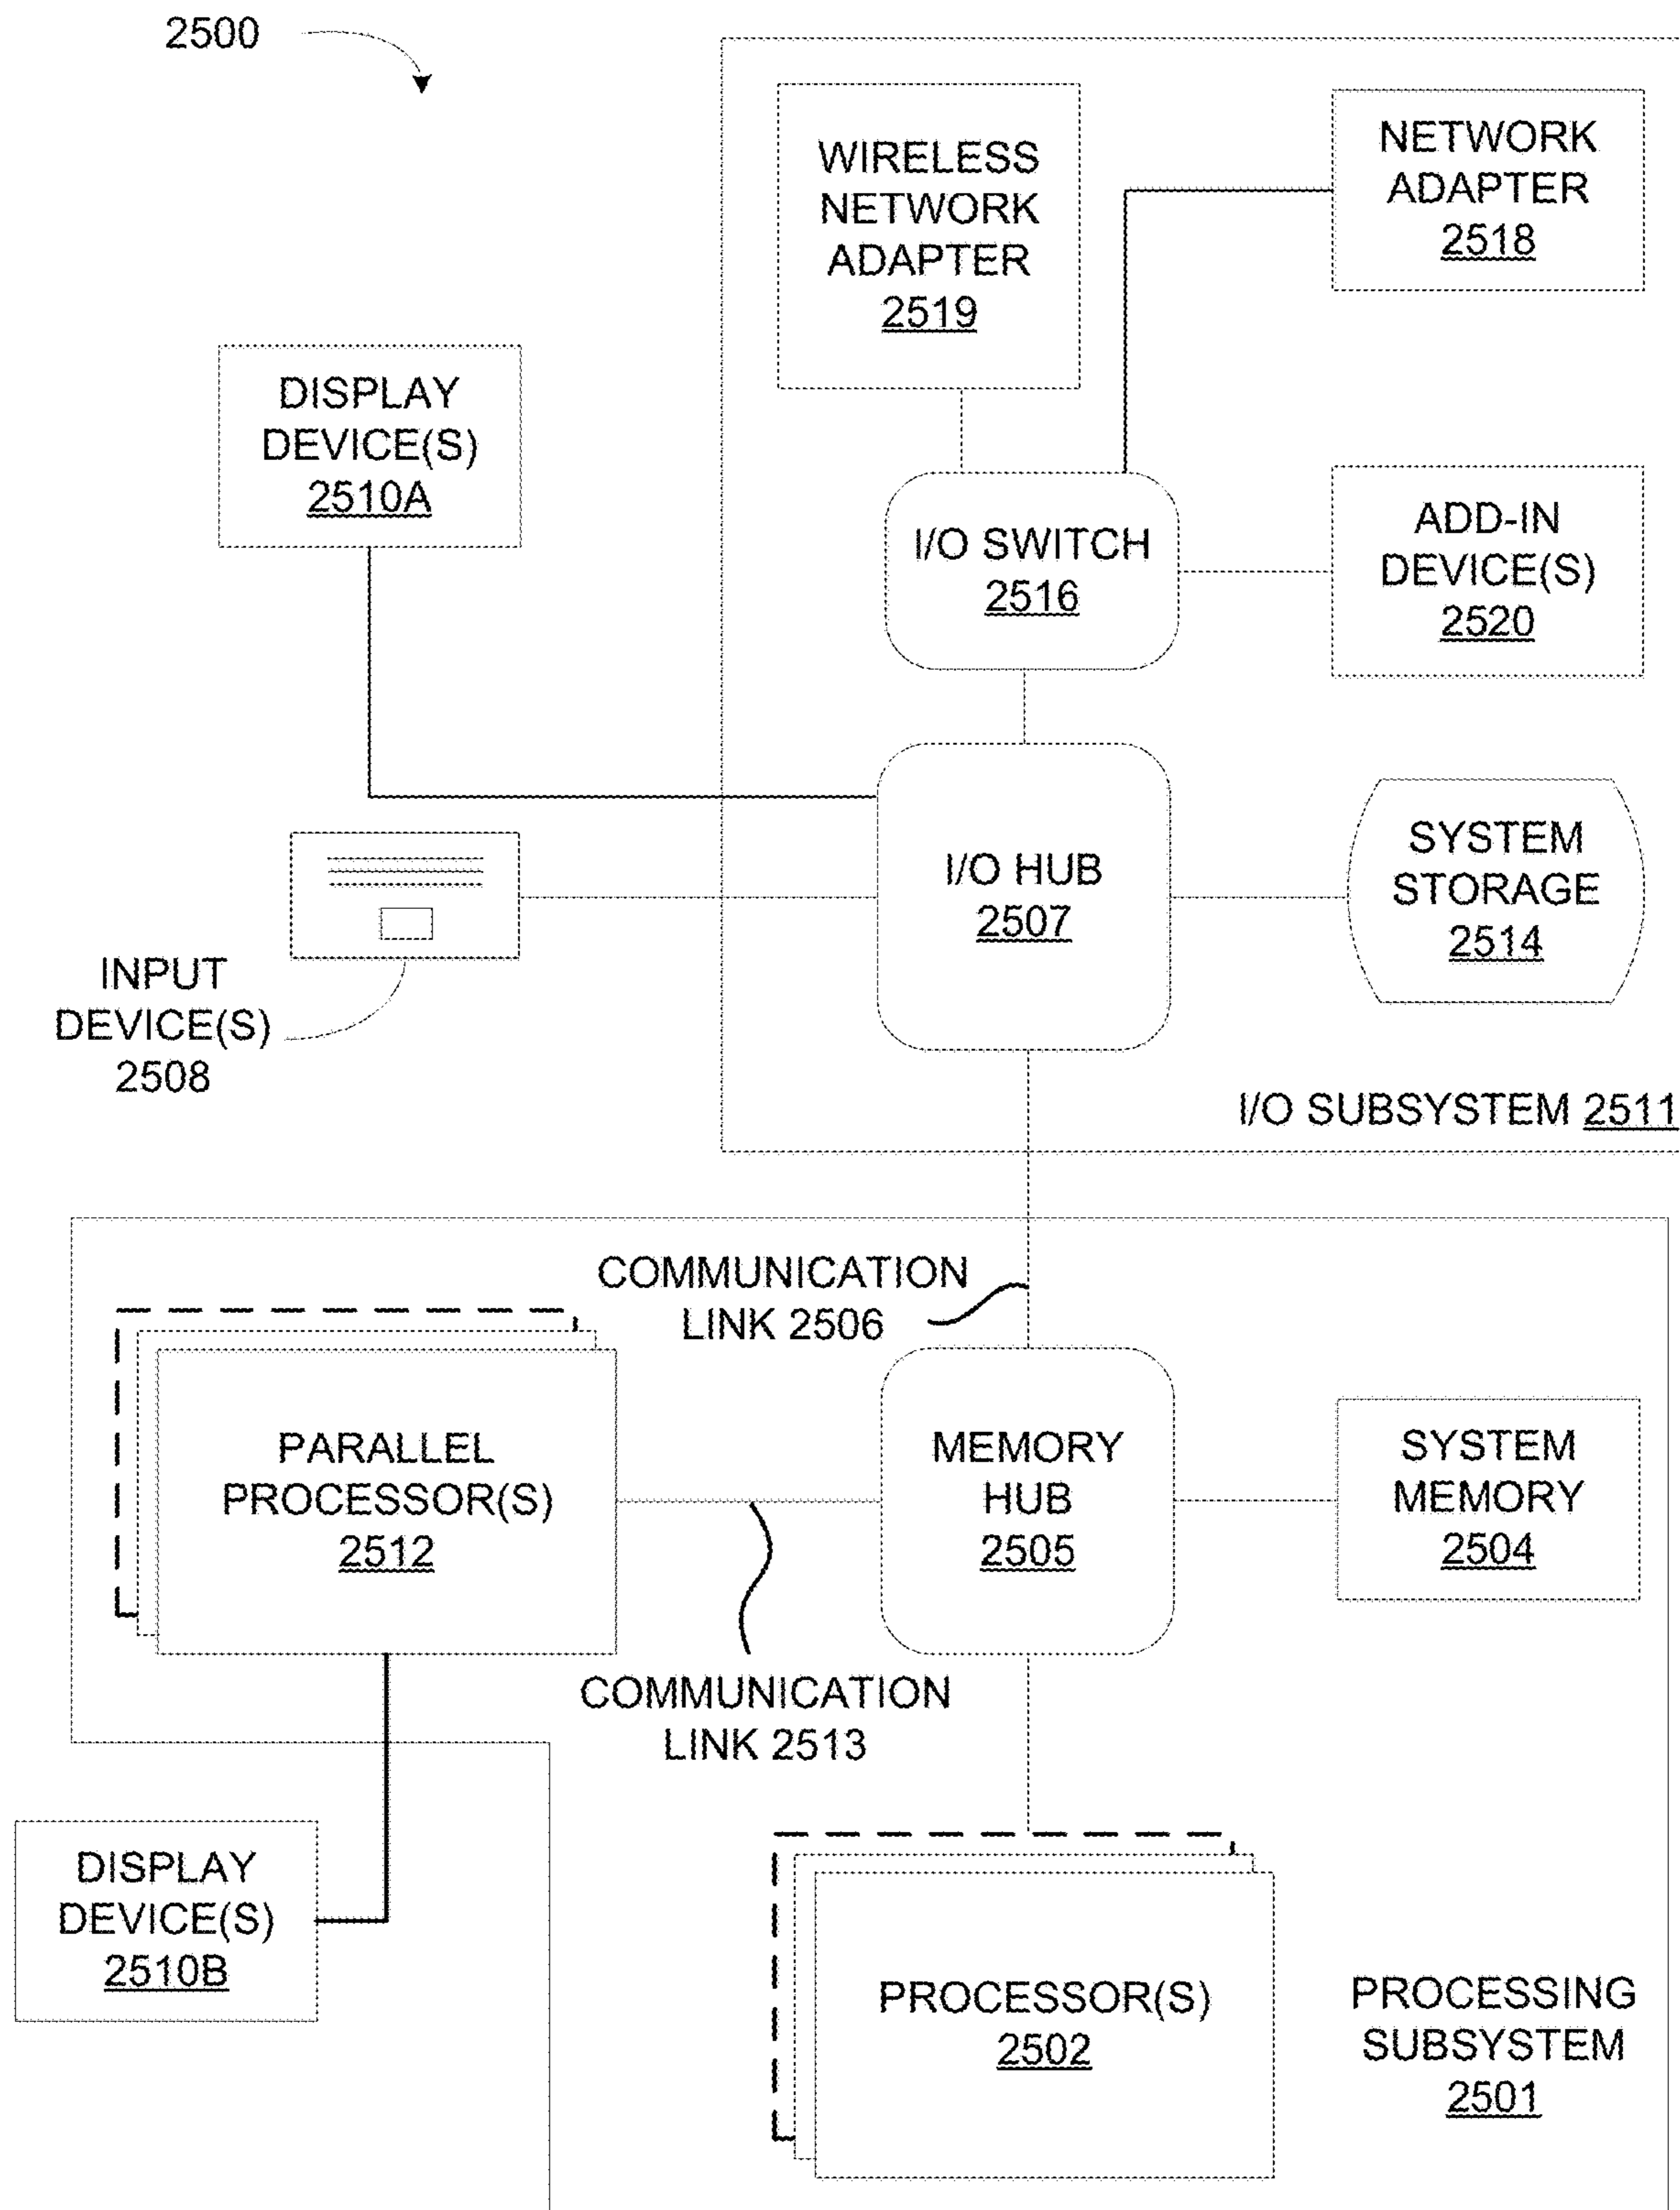 2500
WIRELESS
NETWORK
ADAPTER
2519
NETWORK
ADAPTER
2518
DISPLAY
DEVICE(S)
2510A
I/O SWITCH
2516
ADD-IN
DEVICE(S)
2520
I/O HUB
2507
SYSTEM
STORAGE
2514
INPUT
DEVICE(S)
2508
I/O SUBSYSTEM 2511
COMMUNICATION
LINK 2506
PARALLEL
PROCESSOR(S)
2512
MEMORY
HUB
2505
SYSTEM
MEMORY
2504
COMMUNICATION
LINK 2513
DISPLAY
DEVICE(S)
2510B
PROCESSOR(S)
2502
PROCESSING
SUBSYSTEM
2501